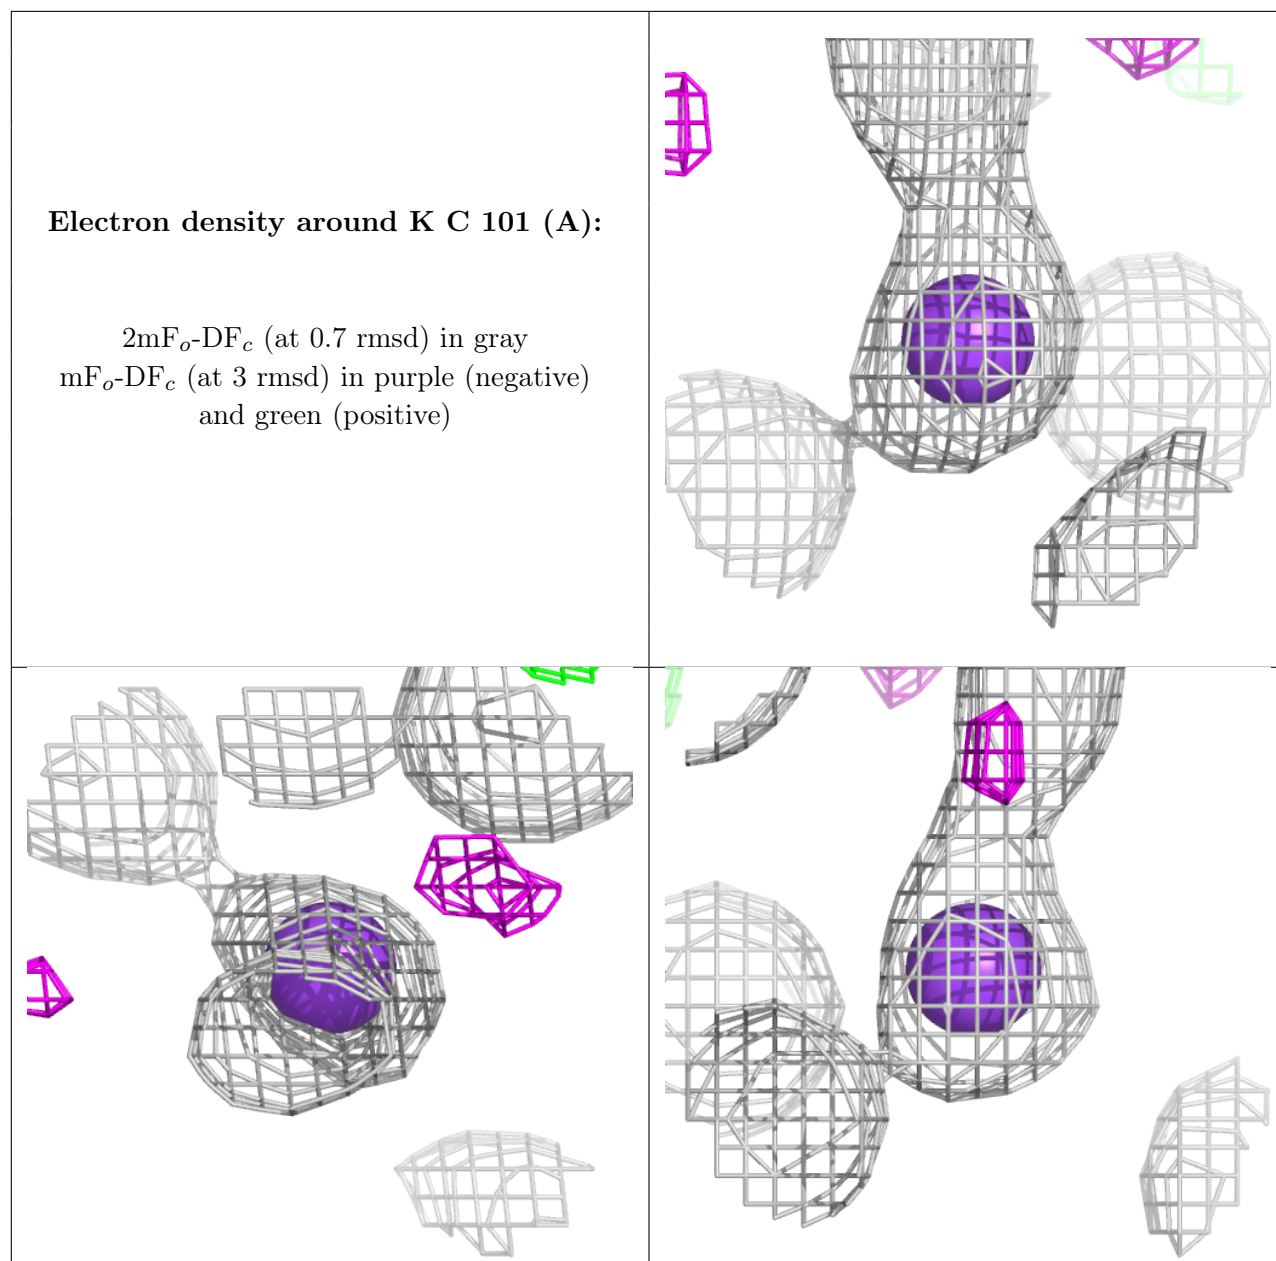 Electron density around K C 101 (A):
2mFo-DFc (at 0.7 rmsd) in gray
mFo-DFc (at 3 rmsd) in purple (negative)
and green (positive)